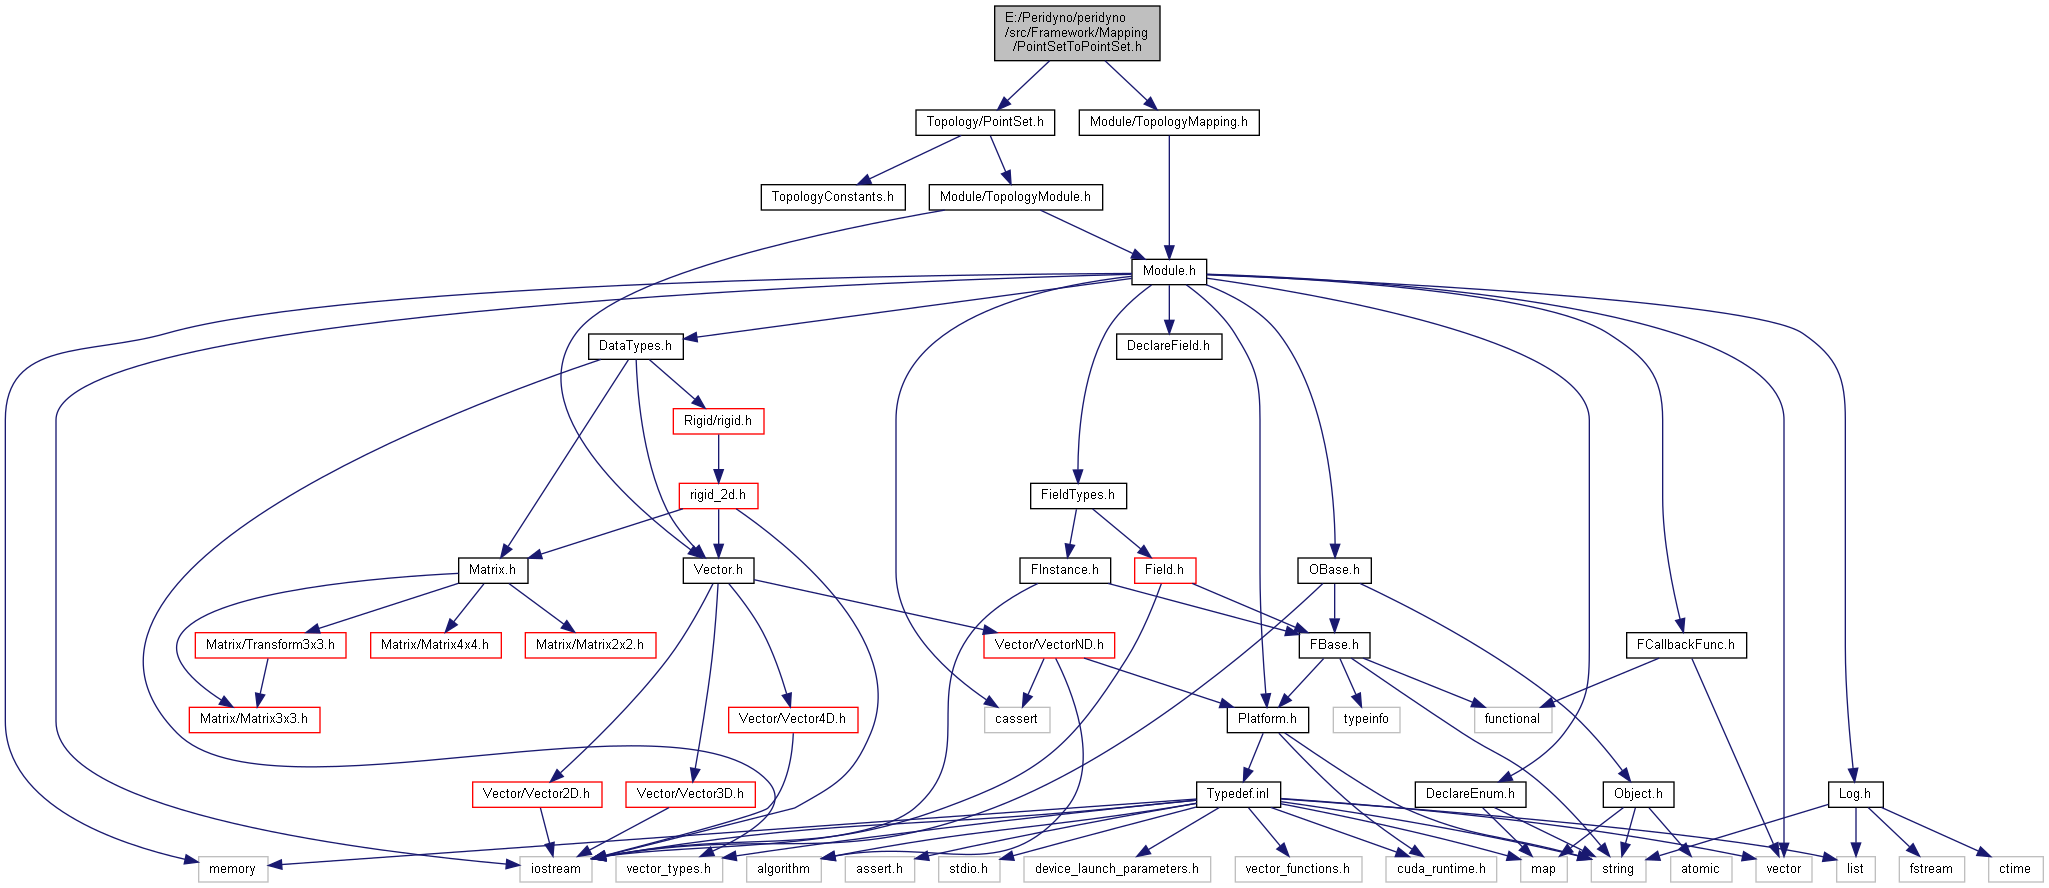 E:/Peridyno/peridyno
/src/Framework/Mapping
/PointSetToPointSet.h
Topology/PointSet.h
Module/TopologyMapping.h
TopologyConstants.h
Module/TopologyModule.h
Module.h
DataTypes.h
DeclareField.h
Rigid/rigid.h
rigid_2d.h
FieldTypes.h
Matrix.h
Vector.h
FInstance.h
Field.h
OBase.h
Matrix/Transform3x3.h
Matrix/Matrix4x4.h
Matrix/Matrix2x2.h
Vector/VectorND.h
FBase.h
FCallbackFunc.h
Matrix/Matrix3x3.h
Vector/Vector4D.h
cassert
Platform.h
typeinfo
functional
Vector/Vector2D.h
Vector/Vector3D.h
Typedef.inl
DeclareEnum.h
Object.h
Log.h
memory
iostream
vector_types.h
algorithm
assert.h
stdio.h
device_launch_parameters.h
vector_functions.h
cuda_runtime.h
map
string
atomic
vector
list
fstream
ctime